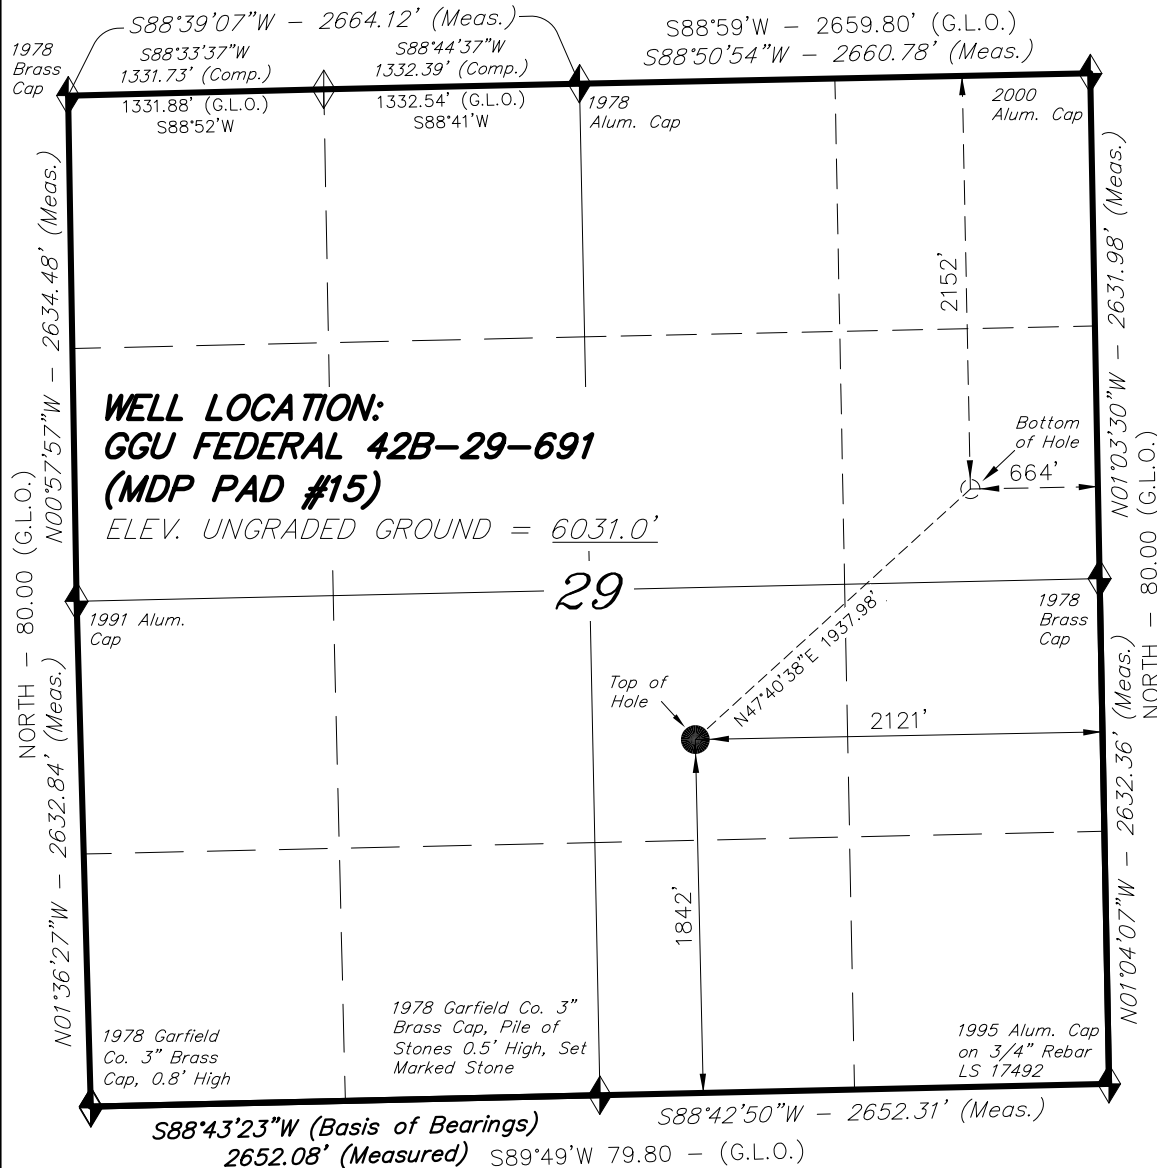 S88°39'07"W - 2664.12' (Meas.)
S88°59'W - 2659.80' (G.L.O.)
S88°50'54"W - 2660.78' (Meas.)
1978
Brass
Cap
S88°33'37"W
1331.73' (Comp.)
S88°44'37"W
1332.39' (Comp.)
1331.88' (G.L.O.)
S88°52'W
1332.54' (G.L.O.)
S88°41'W
1978
Alum. Cap
2000
Alum. Cap
N00°57'57"W - 2634.48' (Meas.)
N01°03'30"W - 2631.98' (Meas.)
2152'
WELL LOCATION:
GGU FEDERAL 42B-29-691
(MDP PAD #15)
ELEV. UNGRADED GROUND = 6031.0'
Bottom
of Hole
664'
NORTH - 80.00 (G.L.O.)
NORTH - 80.00 (G.L.O.)
29
1991 Alum.
Cap
1978
Brass
Cap
N47°40'38"E 1937.98'
Top of
Hole
2121'
N01°36'27"W - 2632.84' (Meas.)
N01°04'07"W - 2632.36' (Meas.)
1842'
1978 Garfield
Co. 3" Brass
Cap, 0.8' High
1978 Garfield Co. 3"
Brass Cap, Pile of
Stones 0.5' High, Set
Marked Stone
1995 Alum. Cap
on 3/4" Rebar
LS 17492
S88°43'23"W (Basis of Bearings)
2652.08' (Measured)
S88°42'50"W - 2652.31' (Meas.)
S89°49'W 79.80 - (G.L.O.)